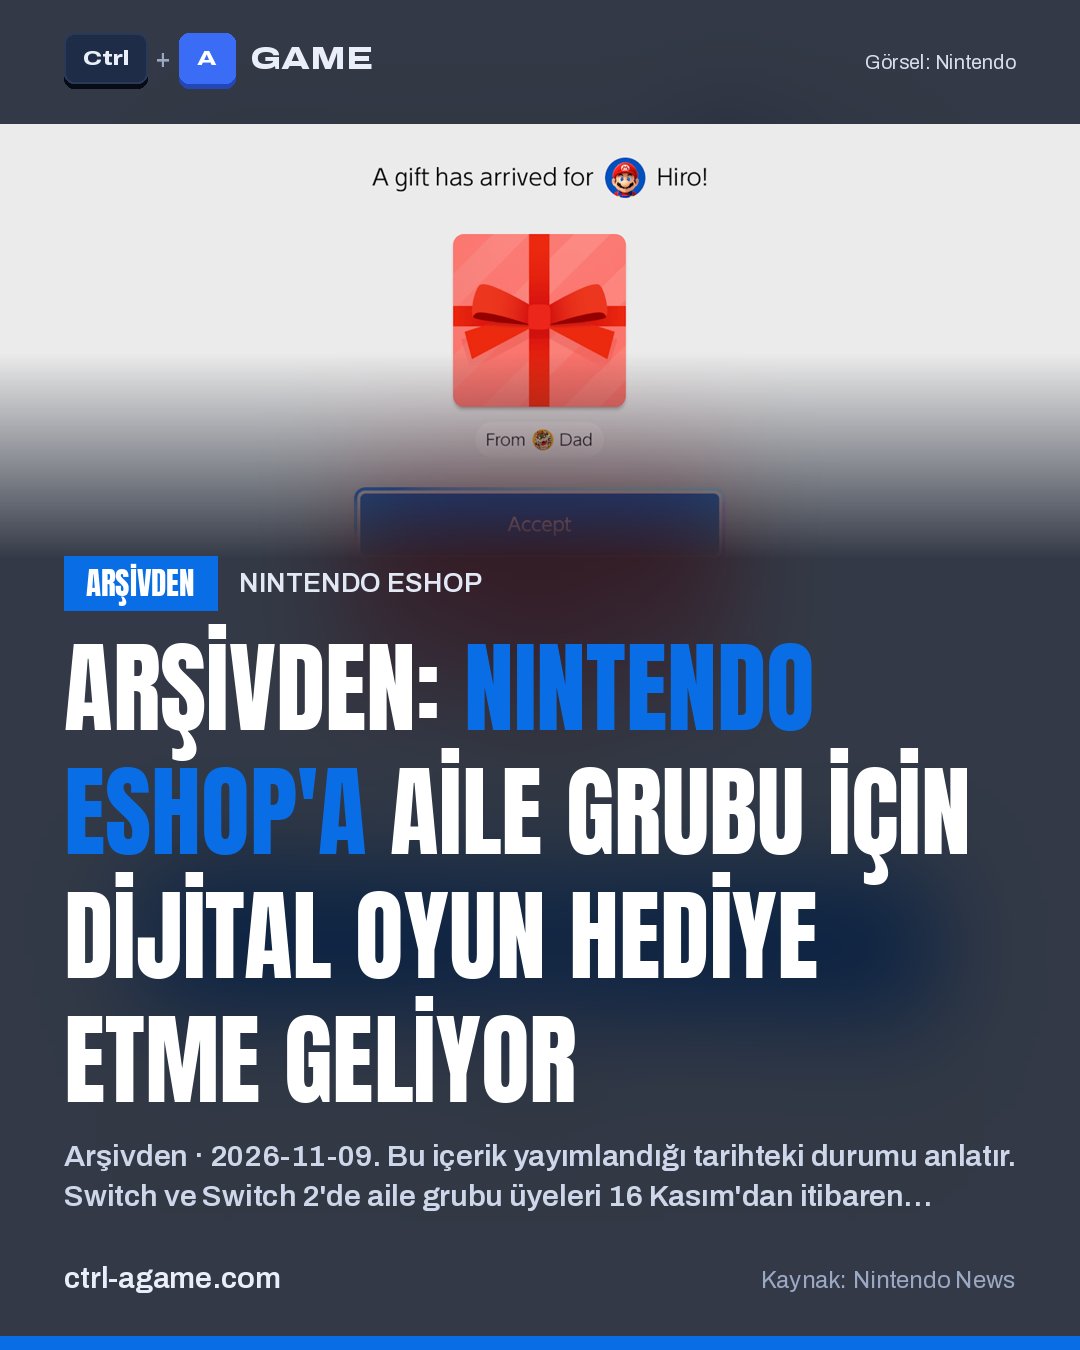 Ctrl + A GAME
Görsel: Nintendo
A gift has arrived for Hiro!
From Dad
Accept
ARŞİVDEN NINTENDO ESHOP
ARŞİVDEN: NINTENDO
ESHOP'A AİLE GRUBU İÇİN
DİJİTAL OYUN HEDİYE
ETME GELİYOR
Arşivden · 2026-11-09. Bu içerik yayımlandığı tarihteki durumu anlatır.
Switch ve Switch 2'de aile grubu üyeleri 16 Kasım'dan itibaren…
ctrl-agame.com
Kaynak: Nintendo News